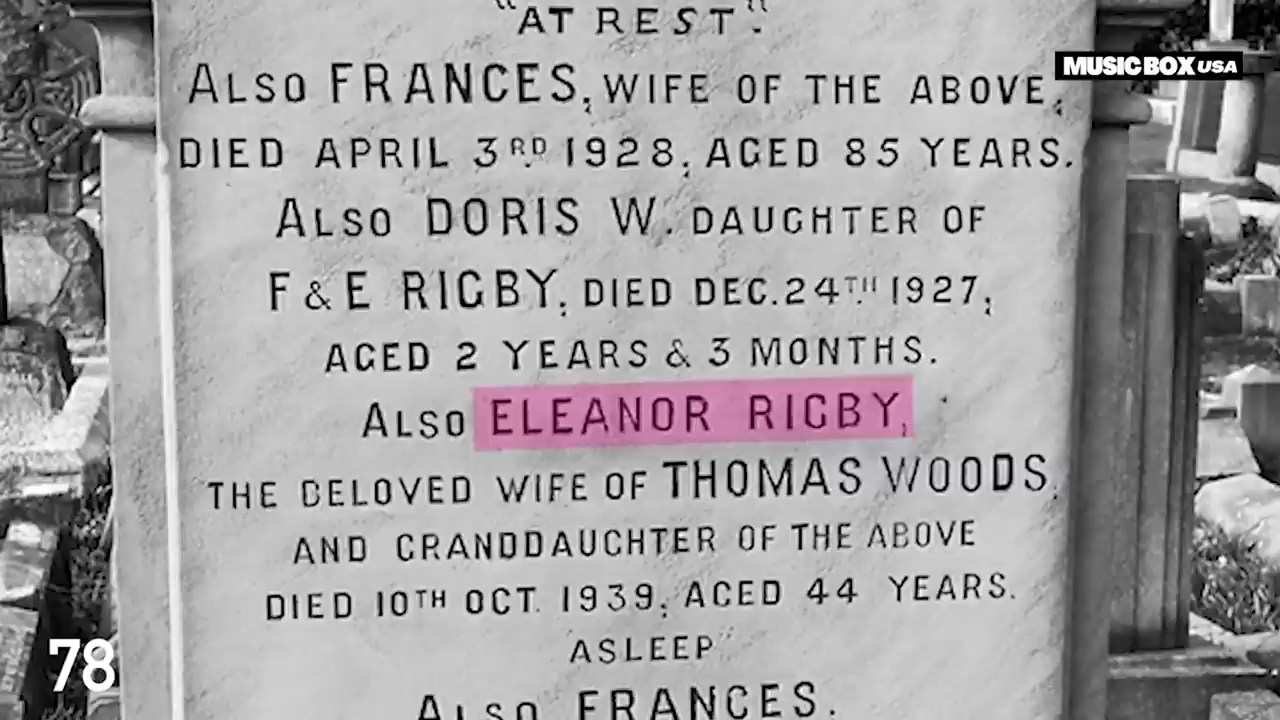 "AT REST".
ALSO FRANCES, WIFE OF THE ABOVE,
DIED APRIL 3RD 1928, AGED 85 YEARS.
ALSO DORIS W. DAUGHTER OF
F & E RIGBY, DIED DEC. 24TH 1927,
AGED 2 YEARS & 3 MONTHS.
ALSO ELEANOR RIGBY,
THE BELOVED WIFE OF THOMAS WOODS,
AND GRANDDAUGHTER OF THE ABOVE
DIED 10TH OCT. 1939, AGED 44 YEARS.
ASLEEP
ALSO FRANCES.
MUSIC BOX USA
78